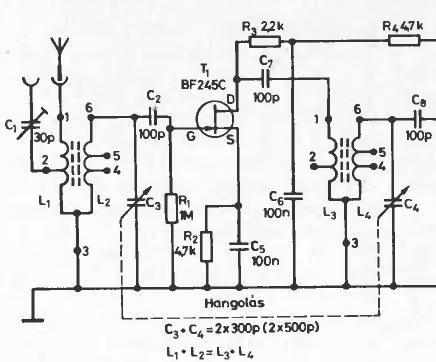 R3 2,2k
R4 4,7k
T1
BF245C
C7
100p
D
G
S
C2
100p
C8
100p
1
6
C1
30p
2
5
4
L1
L2
3
C3
R1
1M
R2
4,7k
C5
100n
C6
100n
1
6
2
5
4
L3
L4
3
C4
Hangolás
C3+C4=2x300p (2x500p)
L1+L2=L3+L4